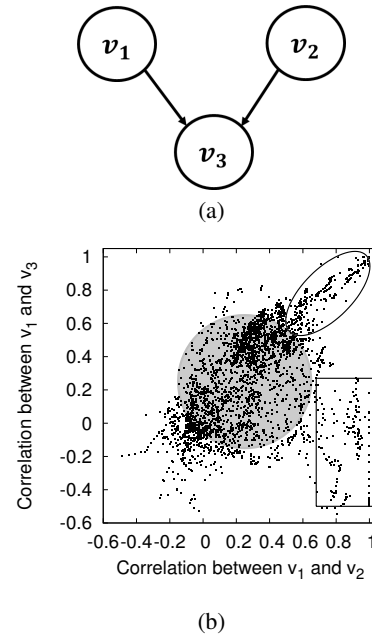 v1
v2
v3
(a)
Correlation between v1 and v3
1
0.8
0.6
0.4
0.2
0
-0.2
-0.4
-0.6
-0.6 -0.4 -0.2 0 0.2 0.4 0.6 0.8 1
Correlation between v1 and v2
(b)